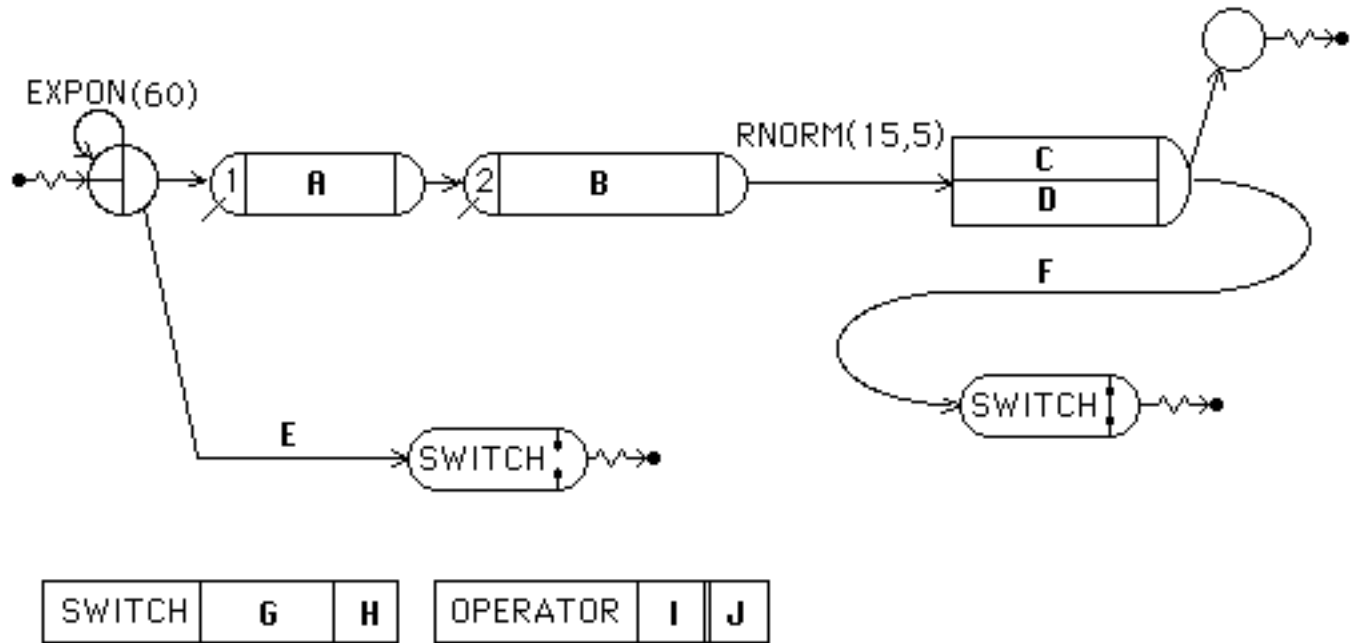 EXPON(60)
RNORM(15,5)
1 A 2 B C
D
F
SWITCH
E
SWITCH
SWITCH G H OPERATOR I J